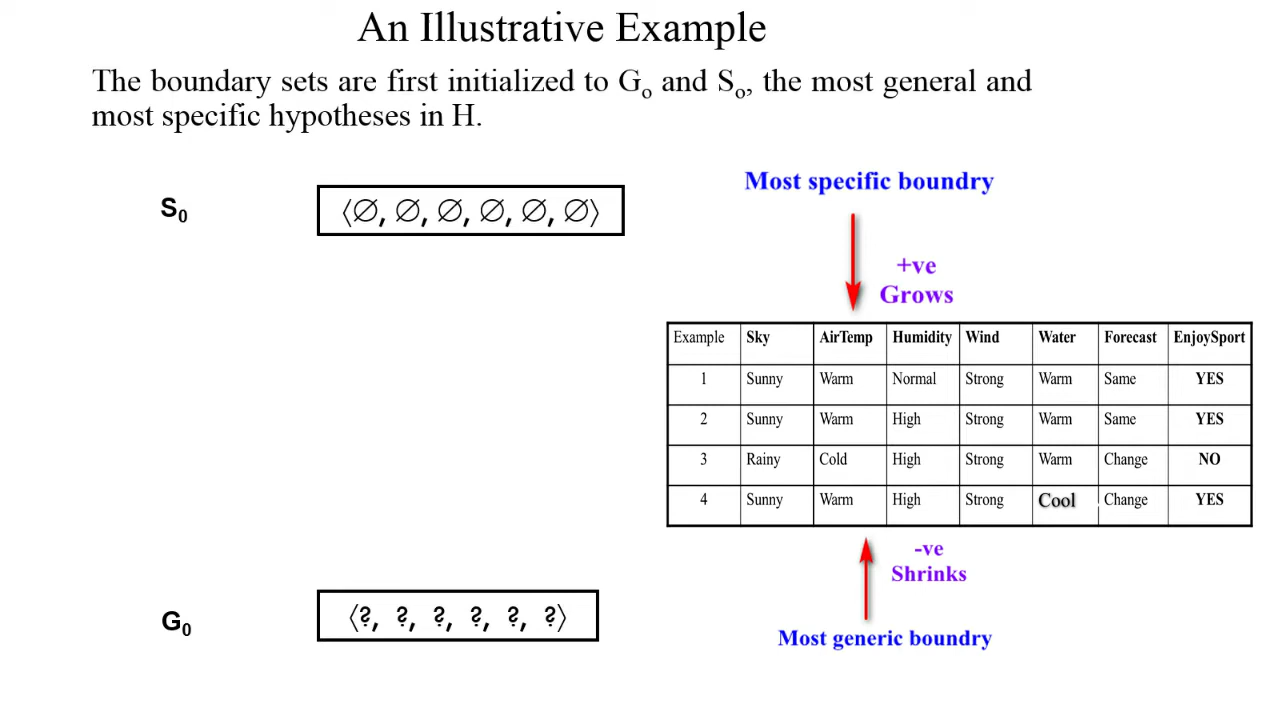 An Illustrative Example
The boundary sets are first initialized to Go and So, the most general and
most specific hypotheses in H.
S0
⟨∅, ∅, ∅, ∅, ∅, ∅⟩
Most specific boundry
+ve
Grows
Example Sky AirTemp Humidity Wind Water Forecast EnjoySport
1 Sunny Warm Normal Strong Warm Same YES
2 Sunny Warm High Strong Warm Same YES
3 Rainy Cold High Strong Warm Change NO
4 Sunny Warm High Strong Cool Change YES
-ve
Shrinks
Most generic boundry
G0
⟨?, ?, ?, ?, ?, ?⟩